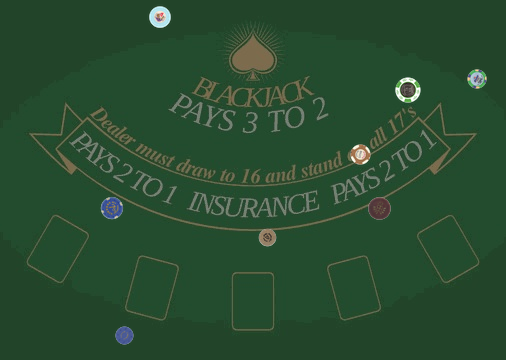 BLACKJACK
PAYS 3 TO 2
Dealer must draw to 16 and stand all 17's
PAYS 2 TO 1 INSURANCE PAYS 2 TO 1